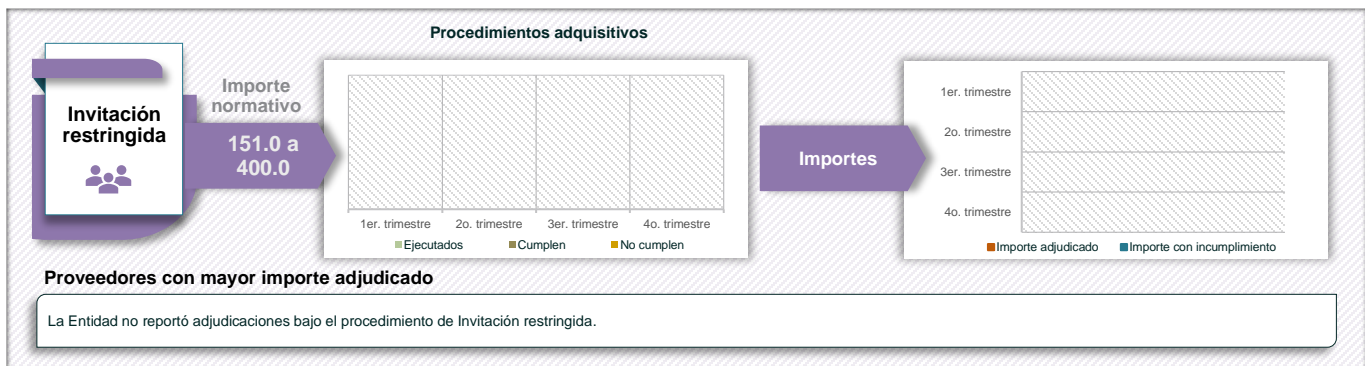 Procedimientos adquisitivos
Invitación
restringida
Importe
normativo
151.0 a
400.0
1er. trimestre 2o. trimestre 3er. trimestre 4o. trimestre
Ejecutados Cumplen No cumplen
Importes
1er. trimestre
2o. trimestre
3er. trimestre
4o. trimestre
Importe adjudicado Importe con incumplimiento
Proveedores con mayor importe adjudicado
La Entidad no reportó adjudicaciones bajo el procedimiento de Invitación restringida.